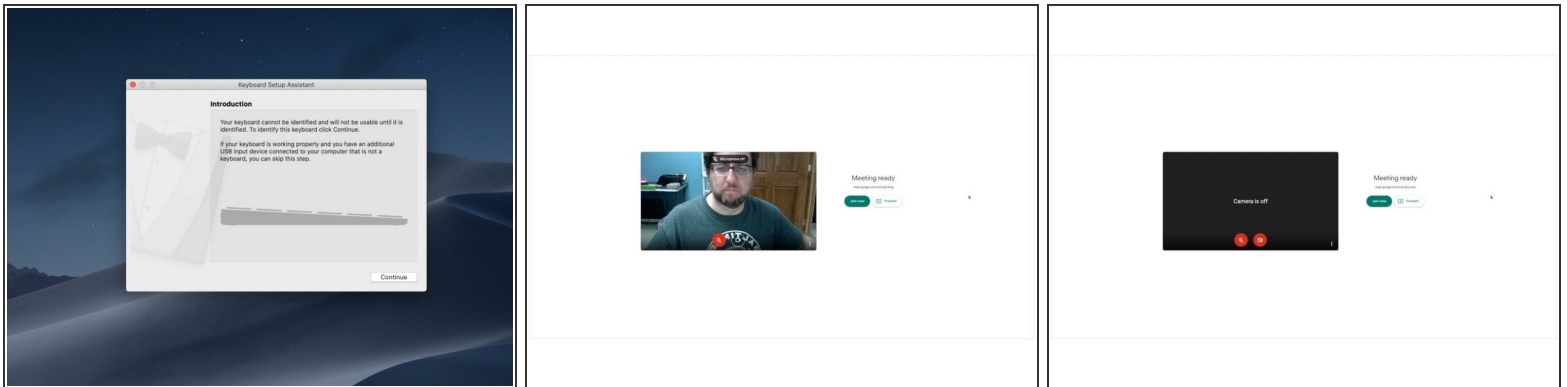 Keyboard Setup Assistant
Introduction
Your keyboard cannot be identified and will not be usable until it is
identified. To identify this keyboard click Continue.
If your keyboard is working properly and you have an additional
USB input device connected to your computer that is not a
keyboard, you can skip this step.
Continue
Microphone off
Meeting ready
Join now
Present
Camera is off
Meeting ready
Join now
Present